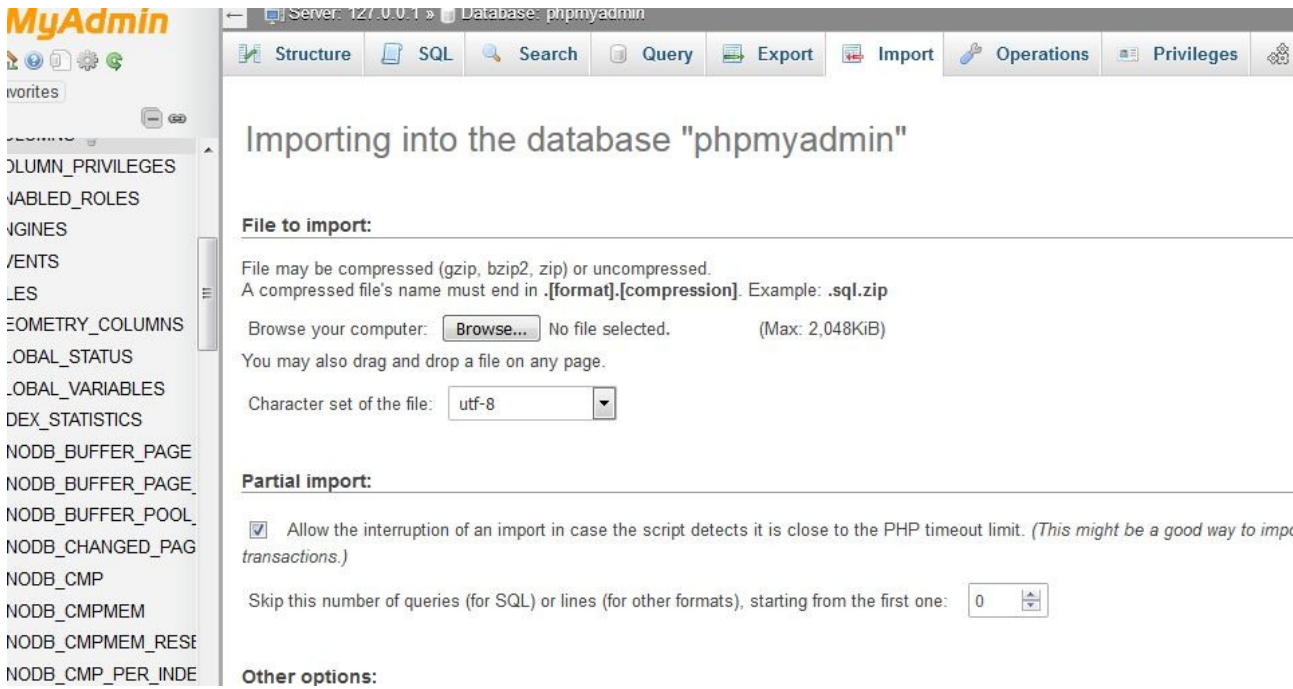 MyAdmin
Server: 127.0.0.1 » Database: phpmyadmin
Structure SQL Search Query Export Import Operations Privileges
vorites
OLUMN_PRIVILEGES
NABLED_ROLES
NGINES
VENTS
LES
EOMETRY_COLUMNS
LOBAL_STATUS
LOBAL_VARIABLES
DEX_STATISTICS
NODB_BUFFER_PAGE
NODB_BUFFER_PAGE_
NODB_BUFFER_POOL_
NODB_CHANGED_PAG
NODB_CMP
NODB_CMPMEM
NODB_CMPMEM_RESE
NODB_CMP_PER_INDE
Importing into the database "phpmyadmin"
File to import:
File may be compressed (gzip, bzip2, zip) or uncompressed.
A compressed file's name must end in .[format].[compression]. Example: .sql.zip
Browse your computer: Browse... No file selected. (Max: 2,048KiB)
You may also drag and drop a file on any page.
Character set of the file: utf-8
Partial import:
Allow the interruption of an import in case the script detects it is close to the PHP timeout limit. (This might be a good way to impo
transactions.)
Skip this number of queries (for SQL) or lines (for other formats), starting from the first one: 0
Other options: